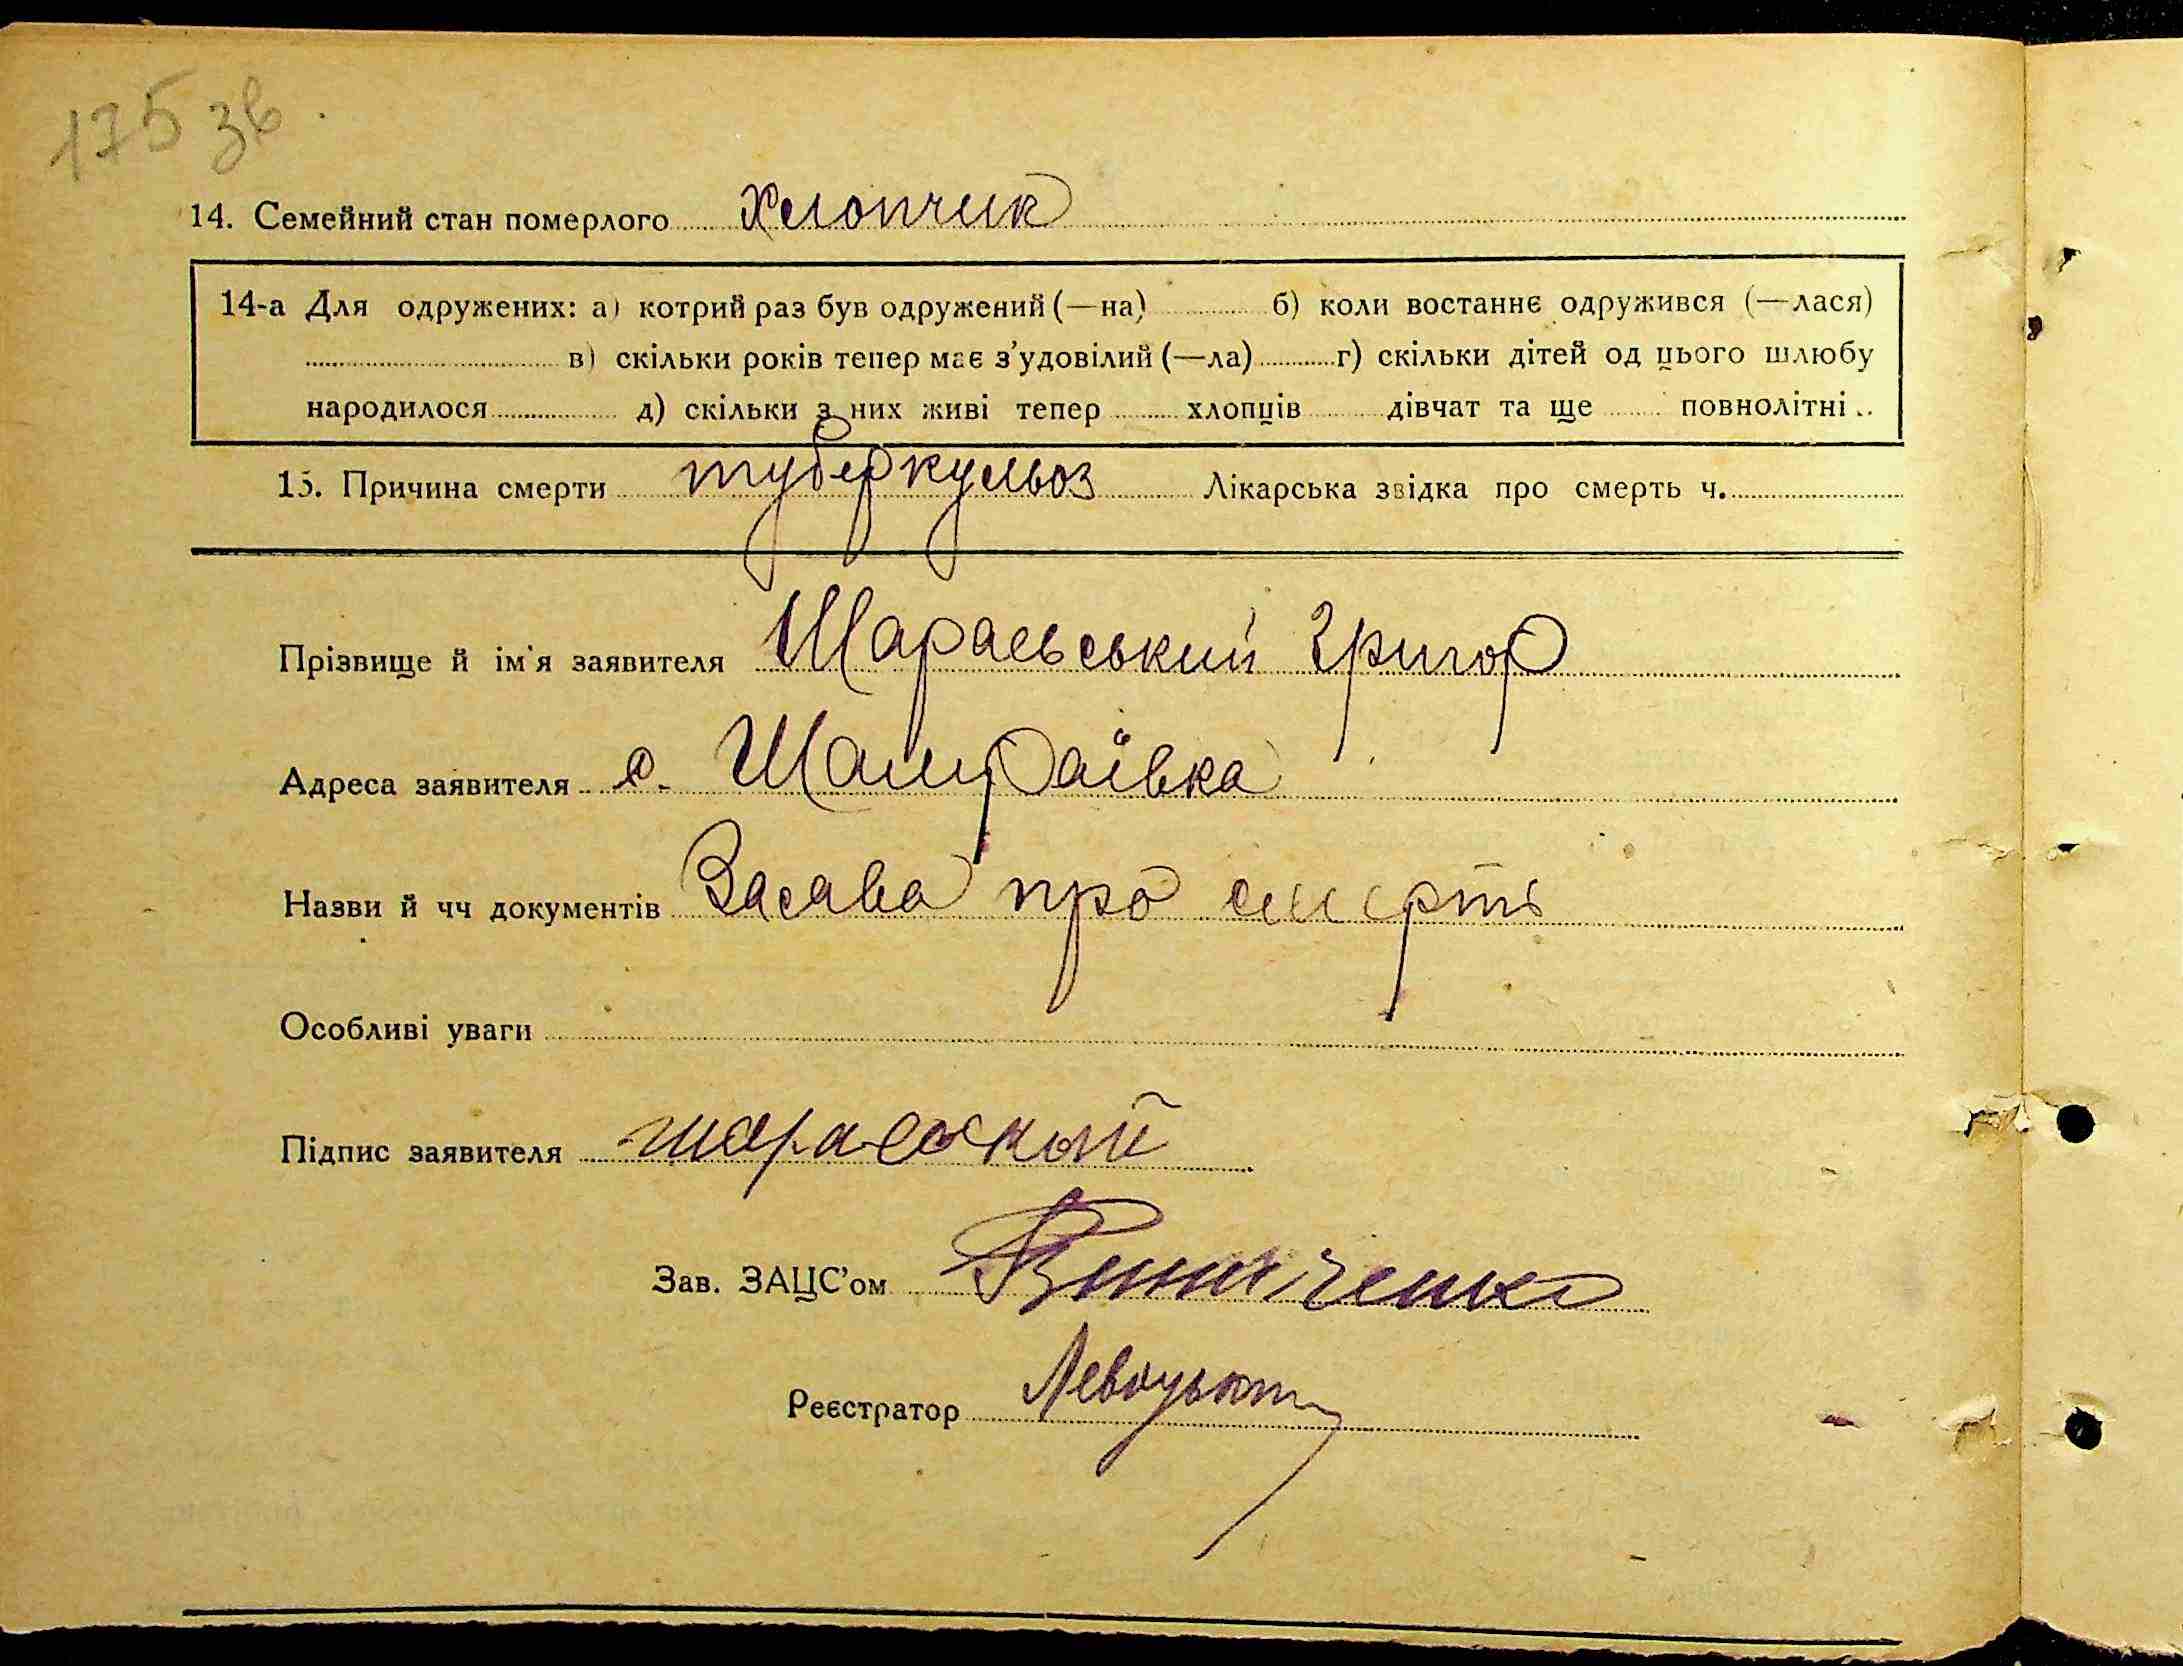 175 зв.
14. Семейний стан померлого Хлопчик
14-а Для одружених: а) котрий раз був одружений (—на) б) коли востаннє одружився (—лася)
в) скільки років тепер має з'удовілий (—ла) г) скільки дітей од цього шлюбу
народилося д) скільки з них живі тепер хлопців дівчат та ще повнолітні
15. Причина смерти туберкульоз Лікарська звідка про смерть ч.
Прізвище й ім'я заявителя Шараєвський Григор
Адреса заявителя с. Шамраївка
Назви й чч документів Заєава про смерть
Особливі уваги
Підпис заявителя
Зав. ЗАЦС'ом Винниченко
Реєстратор